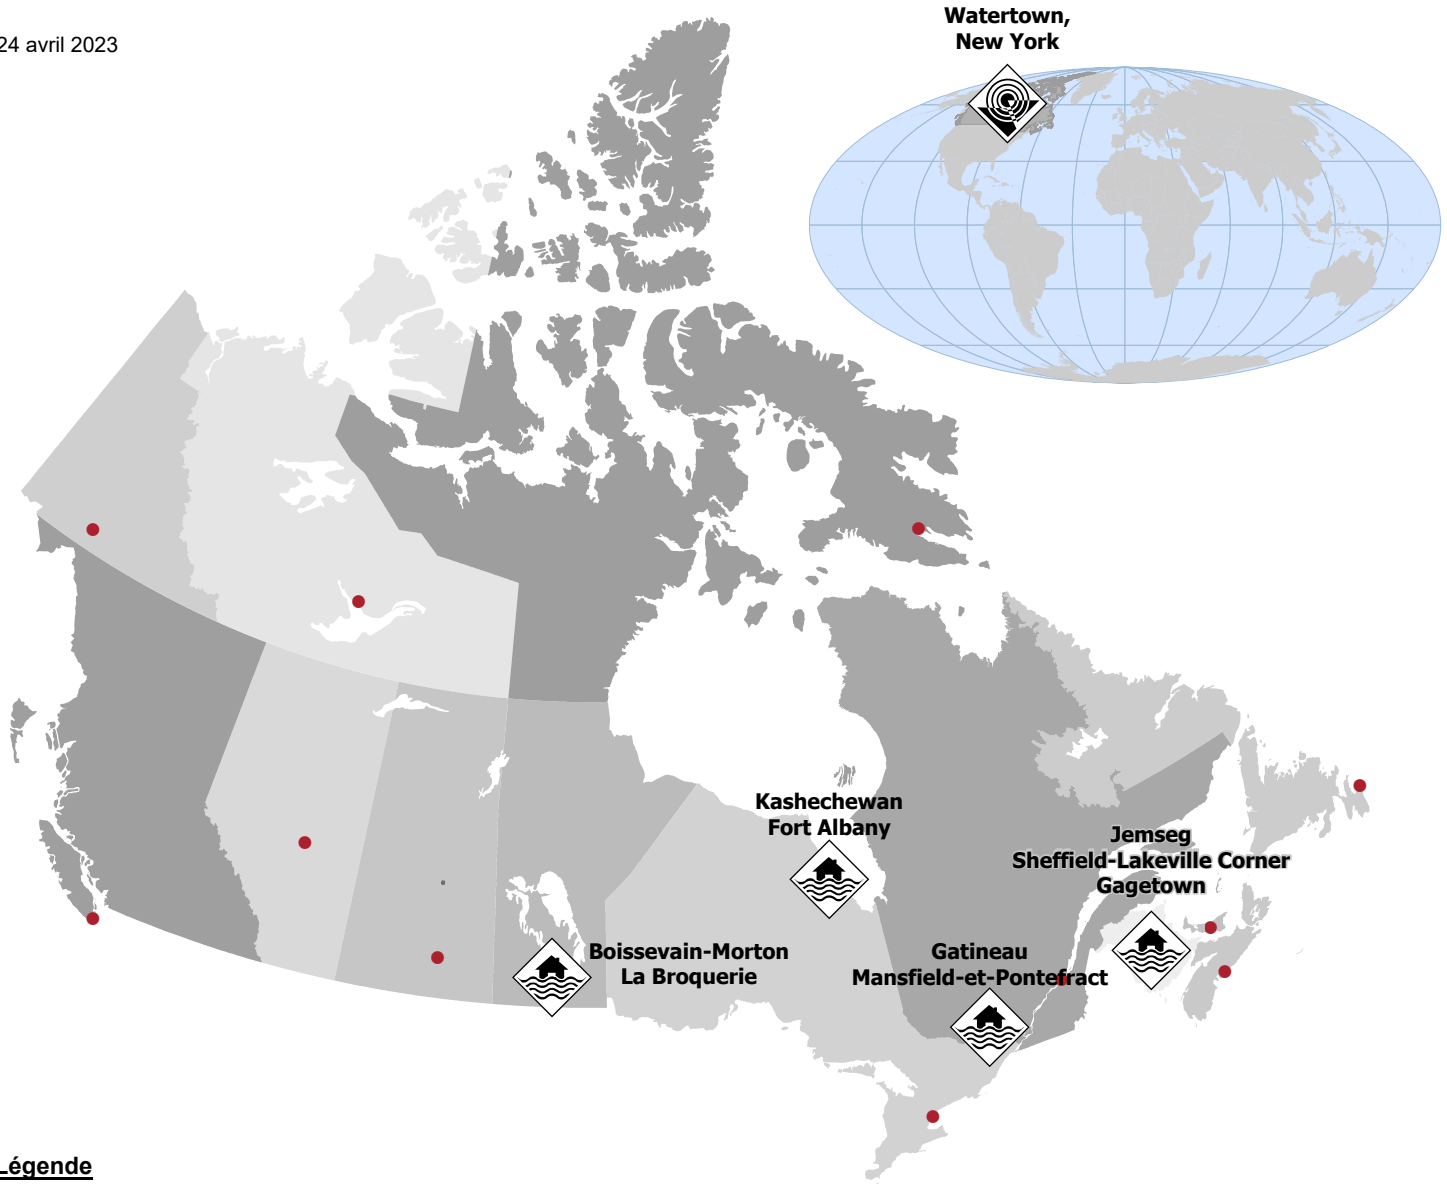 24 avril 2023
Watertown,
New York
Kashechewan
Fort Albany
Jemseg
Sheffield-Lakeville Corner
Gagetown
Boissevain-Morton
La Broquerie
Gatineau
Mansfield-et-Pontefract
Légende